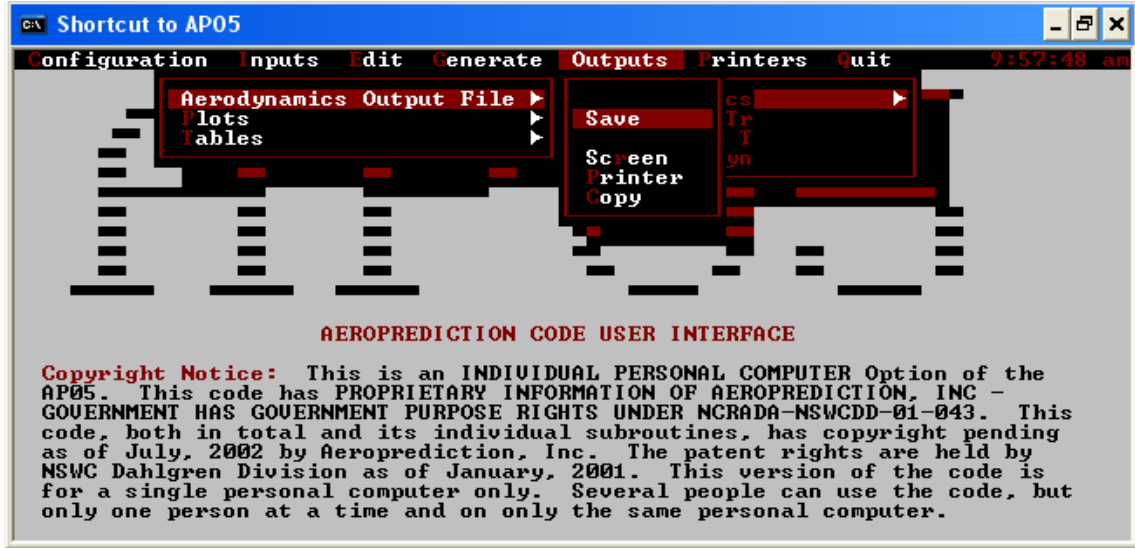 Shortcut to AP05
Configuration Inputs Edit Generate Outputs Printers Quit 9:57:48 am
Aerodynamics Output File
Plots
Tables
Save
Screen
Printer
Copy
cs
Tr
T
yn
AEROPREDICTION CODE USER INTERFACE
Copyright Notice: This is an INDIVIDUAL PERSONAL COMPUTER Option of the
AP05. This code has PROPRIETARY INFORMATION OF AEROPREDICTION, INC -
GOVERNMENT HAS GOVERNMENT PURPOSE RIGHTS UNDER NCRADA-NSWCDD-01-043. This
code, both in total and its individual subroutines, has copyright pending
as of July, 2002 by Aeroprediction, Inc. The patent rights are held by
NSWC Dahlgren Division as of January, 2001. This version of the code is
for a single personal computer only. Several people can use the code, but
only one person at a time and on only the same personal computer.